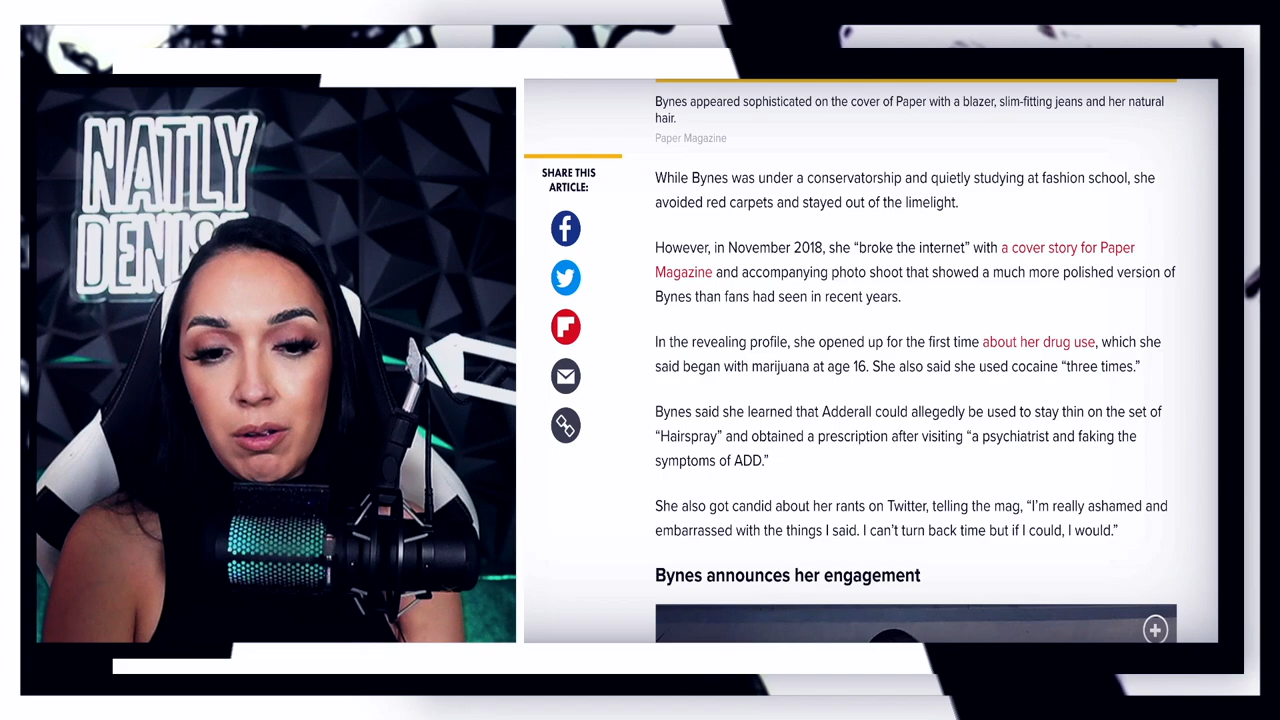 NATLY
DENISE
Bynes appeared sophisticated on the cover of Paper with a blazer, slim-fitting jeans and her natural
hair.
Paper Magazine
SHARE THIS
ARTICLE:
While Bynes was under a conservatorship and quietly studying at fashion school, she
avoided red carpets and stayed out of the limelight.
However, in November 2018, she “broke the internet” with a cover story for Paper
Magazine and accompanying photo shoot that showed a much more polished version of
Bynes than fans had seen in recent years.
In the revealing profile, she opened up for the first time about her drug use, which she
said began with marijuana at age 16. She also said she used cocaine “three times.”
Bynes said she learned that Adderall could allegedly be used to stay thin on the set of
“Hairspray” and obtained a prescription after visiting “a psychiatrist and faking the
symptoms of ADD.”
She also got candid about her rants on Twitter, telling the mag, “I’m really ashamed and
embarrassed with the things I said. I can’t turn back time but if I could, I would.”
Bynes announces her engagement